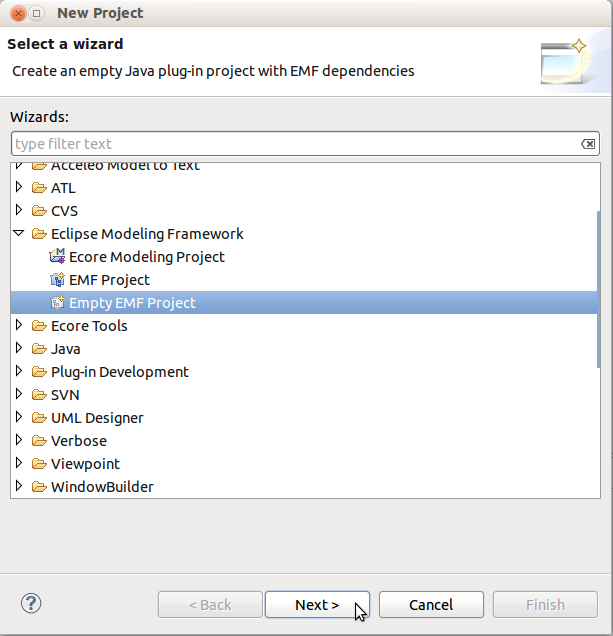 New Project
Select a wizard
Create an empty Java plug-in project with EMF dependencies
Wizards:
type filter text
Acceleo Model to Text
ATL
CVS
Eclipse Modeling Framework
Ecore Modeling Project
EMF Project
Empty EMF Project
Ecore Tools
Java
Plug-in Development
SVN
UML Designer
Verbose
Viewpoint
WindowBuilder
? < Back Next > Cancel Finish